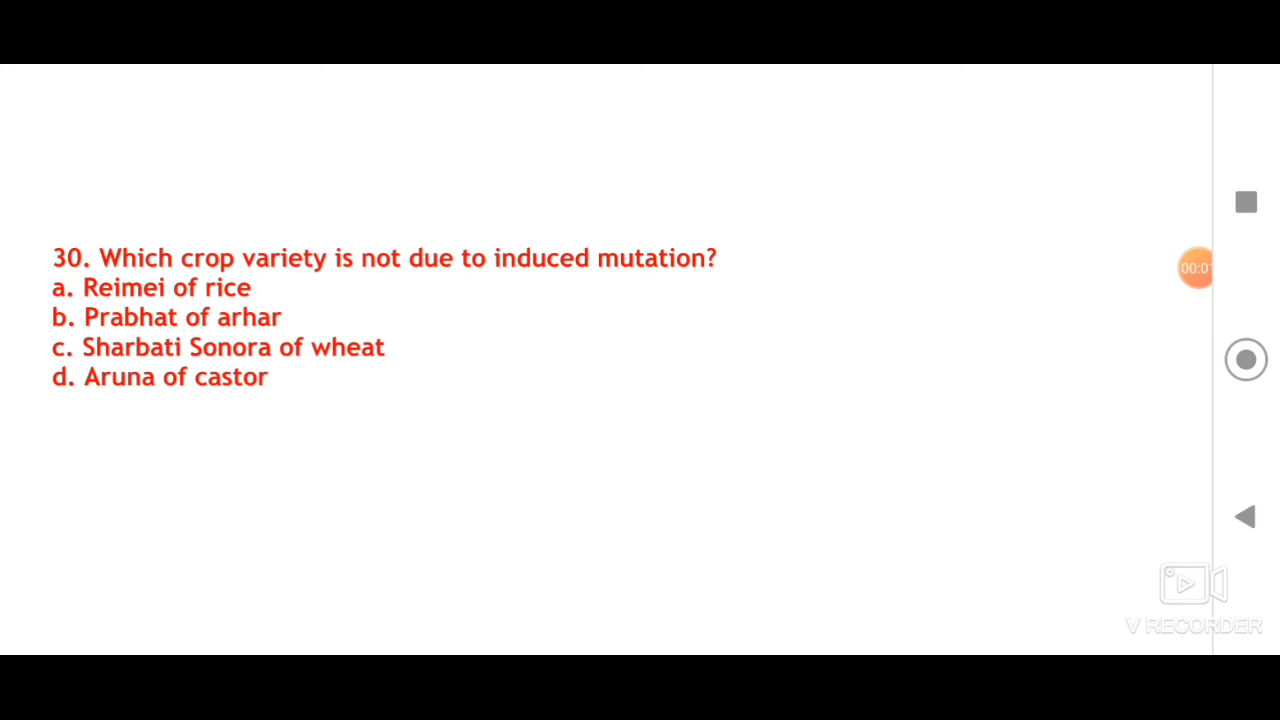 30. Which crop variety is not due to induced mutation?
a. Reimei of rice
b. Prabhat of arhar
c. Sharbati Sonora of wheat
d. Aruna of castor
V RECORDER